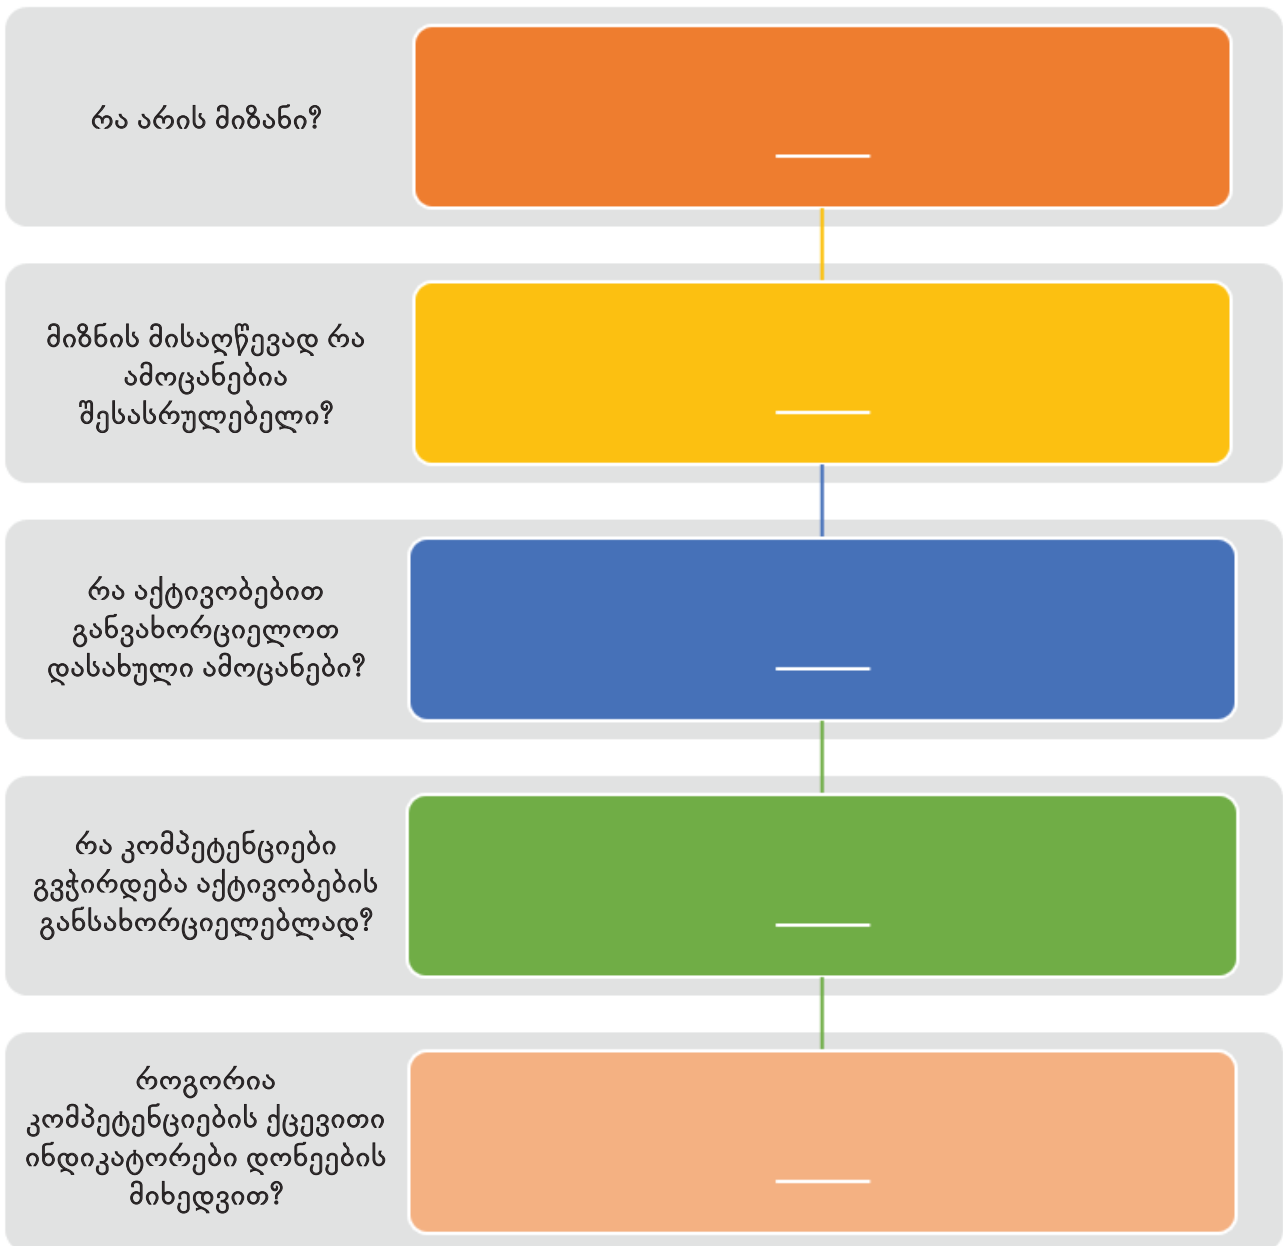 რა არის მიზანი?
მიზნის მისაღწევად რა
ამოცანებია
შესასრულებელი?
რა აქტივობებით
განვახორციელოთ
დასახული ამოცანები?
რა კომპეტენციები
გვჭირდება აქტივობების
განსახორციელებლად?
როგორია
კომპეტენციების ქცევითი
ინდიკატორები დონეების
მიხედვით?